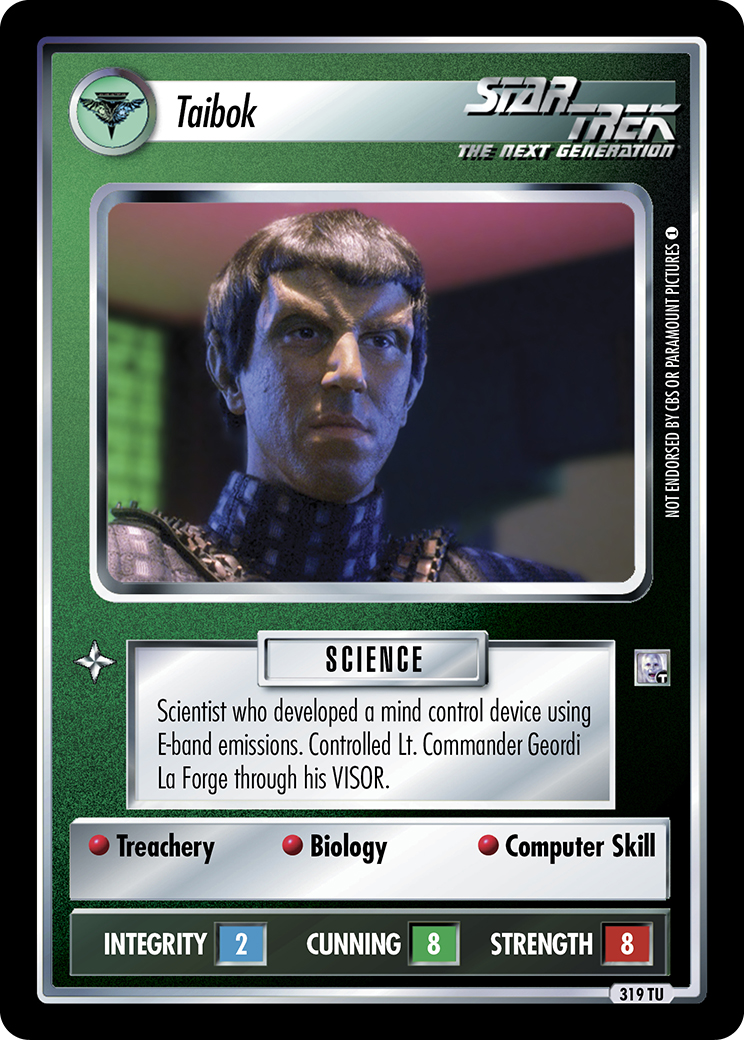 Taibok
STAR TREK
THE NEXT GENERATION
NOT ENDORSED BY CBS OR PARAMOUNT PICTURES 1
SCIENCE
Scientist who developed a mind control device using
E-band emissions. Controlled Lt. Commander Geordi
La Forge through his VISOR.
T
Treachery Biology Computer Skill
INTEGRITY 2 CUNNING 8 STRENGTH 8
319 TU